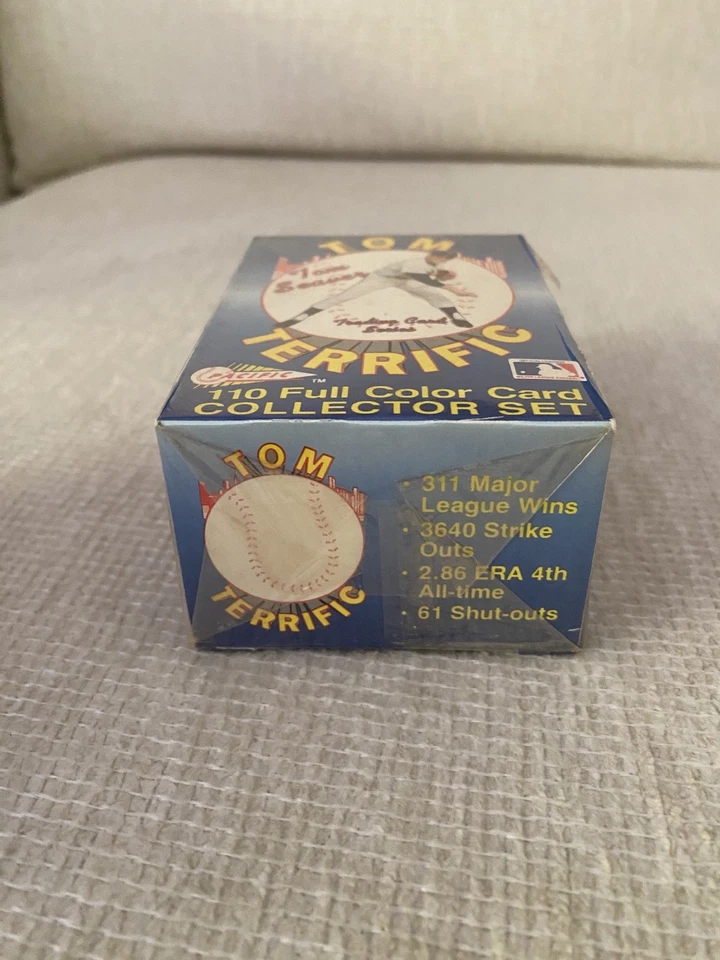 TOM
Tom
Seaver
Trading Card
Series
TERRIFIC
PACIFIC
TM
110 Full Color Card
COLLECTOR SET
TOM
TERRIFIC
• 311 Major
League Wins
• 3640 Strike
Outs
• 2.86 ERA 4th
All-time
• 61 Shut-outs